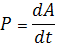 P = dA/dt